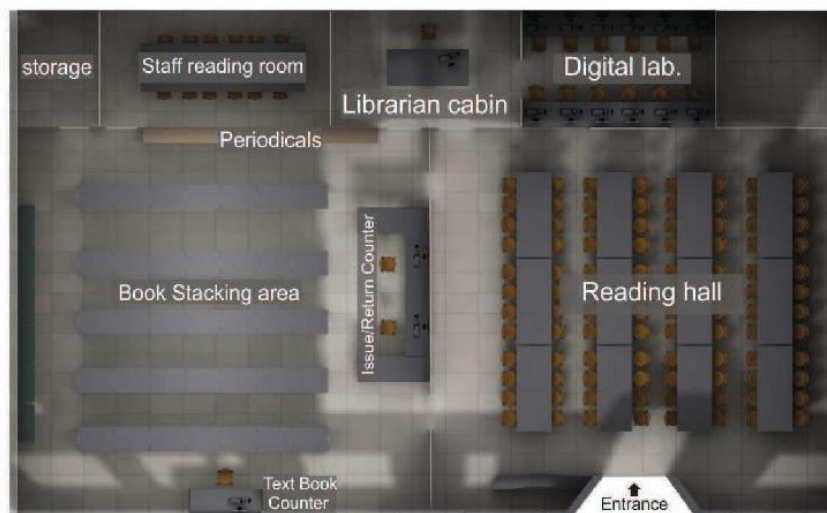 storage
Staff reading room
Librarian cabin
Digital lab.
Periodicals
Book Stacking area
Issue/Return Counter
Reading hall
Text Book
Counter
Entrance